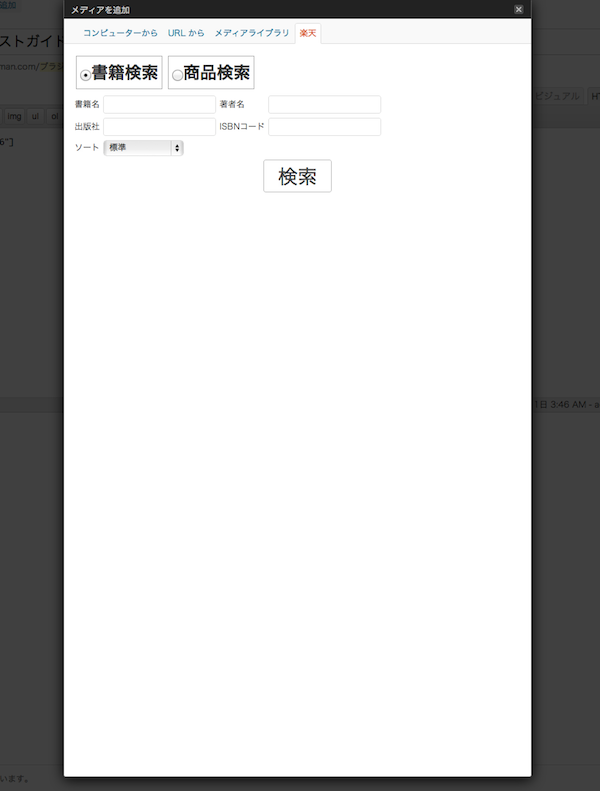 追加
メディアを追加
コンピューターから URL から メディアライブラリ 楽天
ストガイド
man.com/ブラジ
書籍検索 商品検索
ビジュアル
img ul ol
書籍名 著者名
出版社 ISBNコード
6"]
ソート 標準
検索
3:46 AM - a
います。